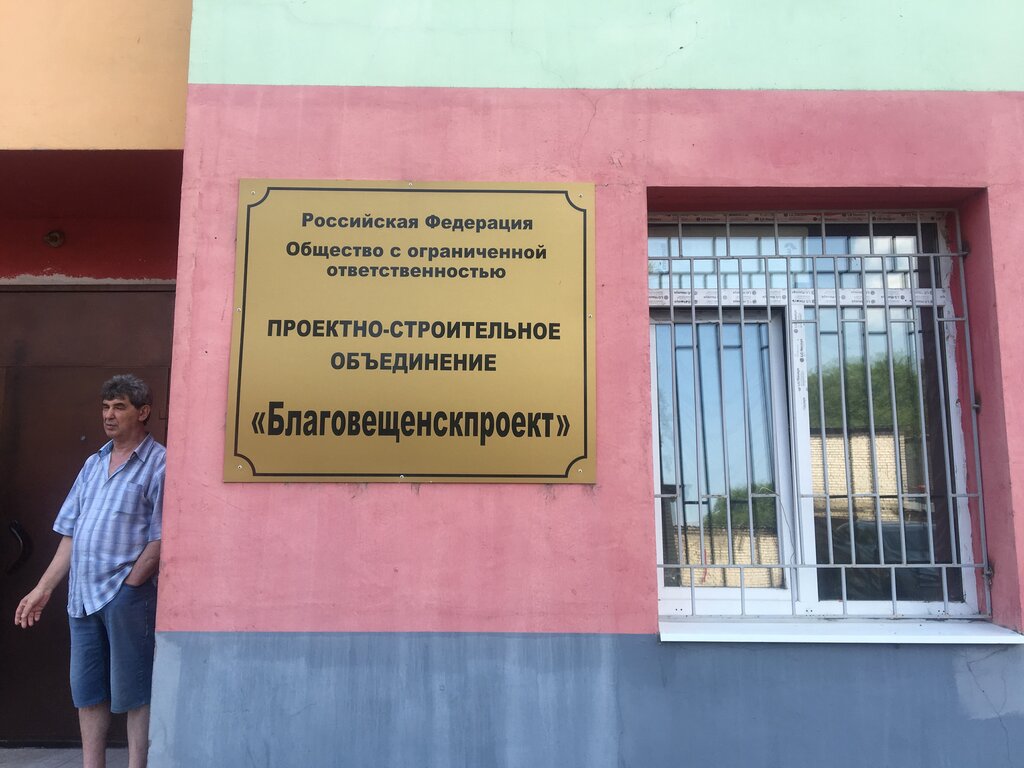 Российская Федерация
Общество с ограниченной
ответственностью
ПРОЕКТНО-СТРОИТЕЛЬНОЕ
ОБЪЕДИНЕНИЕ
«Благовещенскпроект»